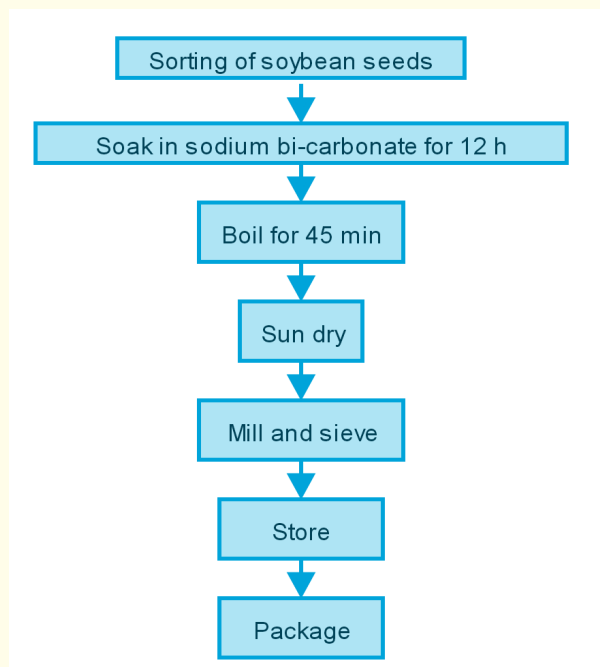 Sorting of soybean seeds
Soak in sodium bi-carbonate for 12 h
Boil for 45 min
Sun dry
Mill and sieve
Store
Package